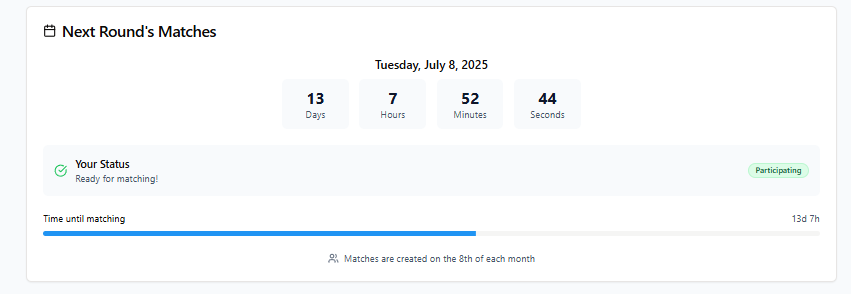 Next Round's Matches
Tuesday, July 8, 2025
13 7 52 44
Days Hours Minutes Seconds
Your Status
Ready for matching!
Participating
Time until matching 13d 7h
Matches are created on the 8th of each month